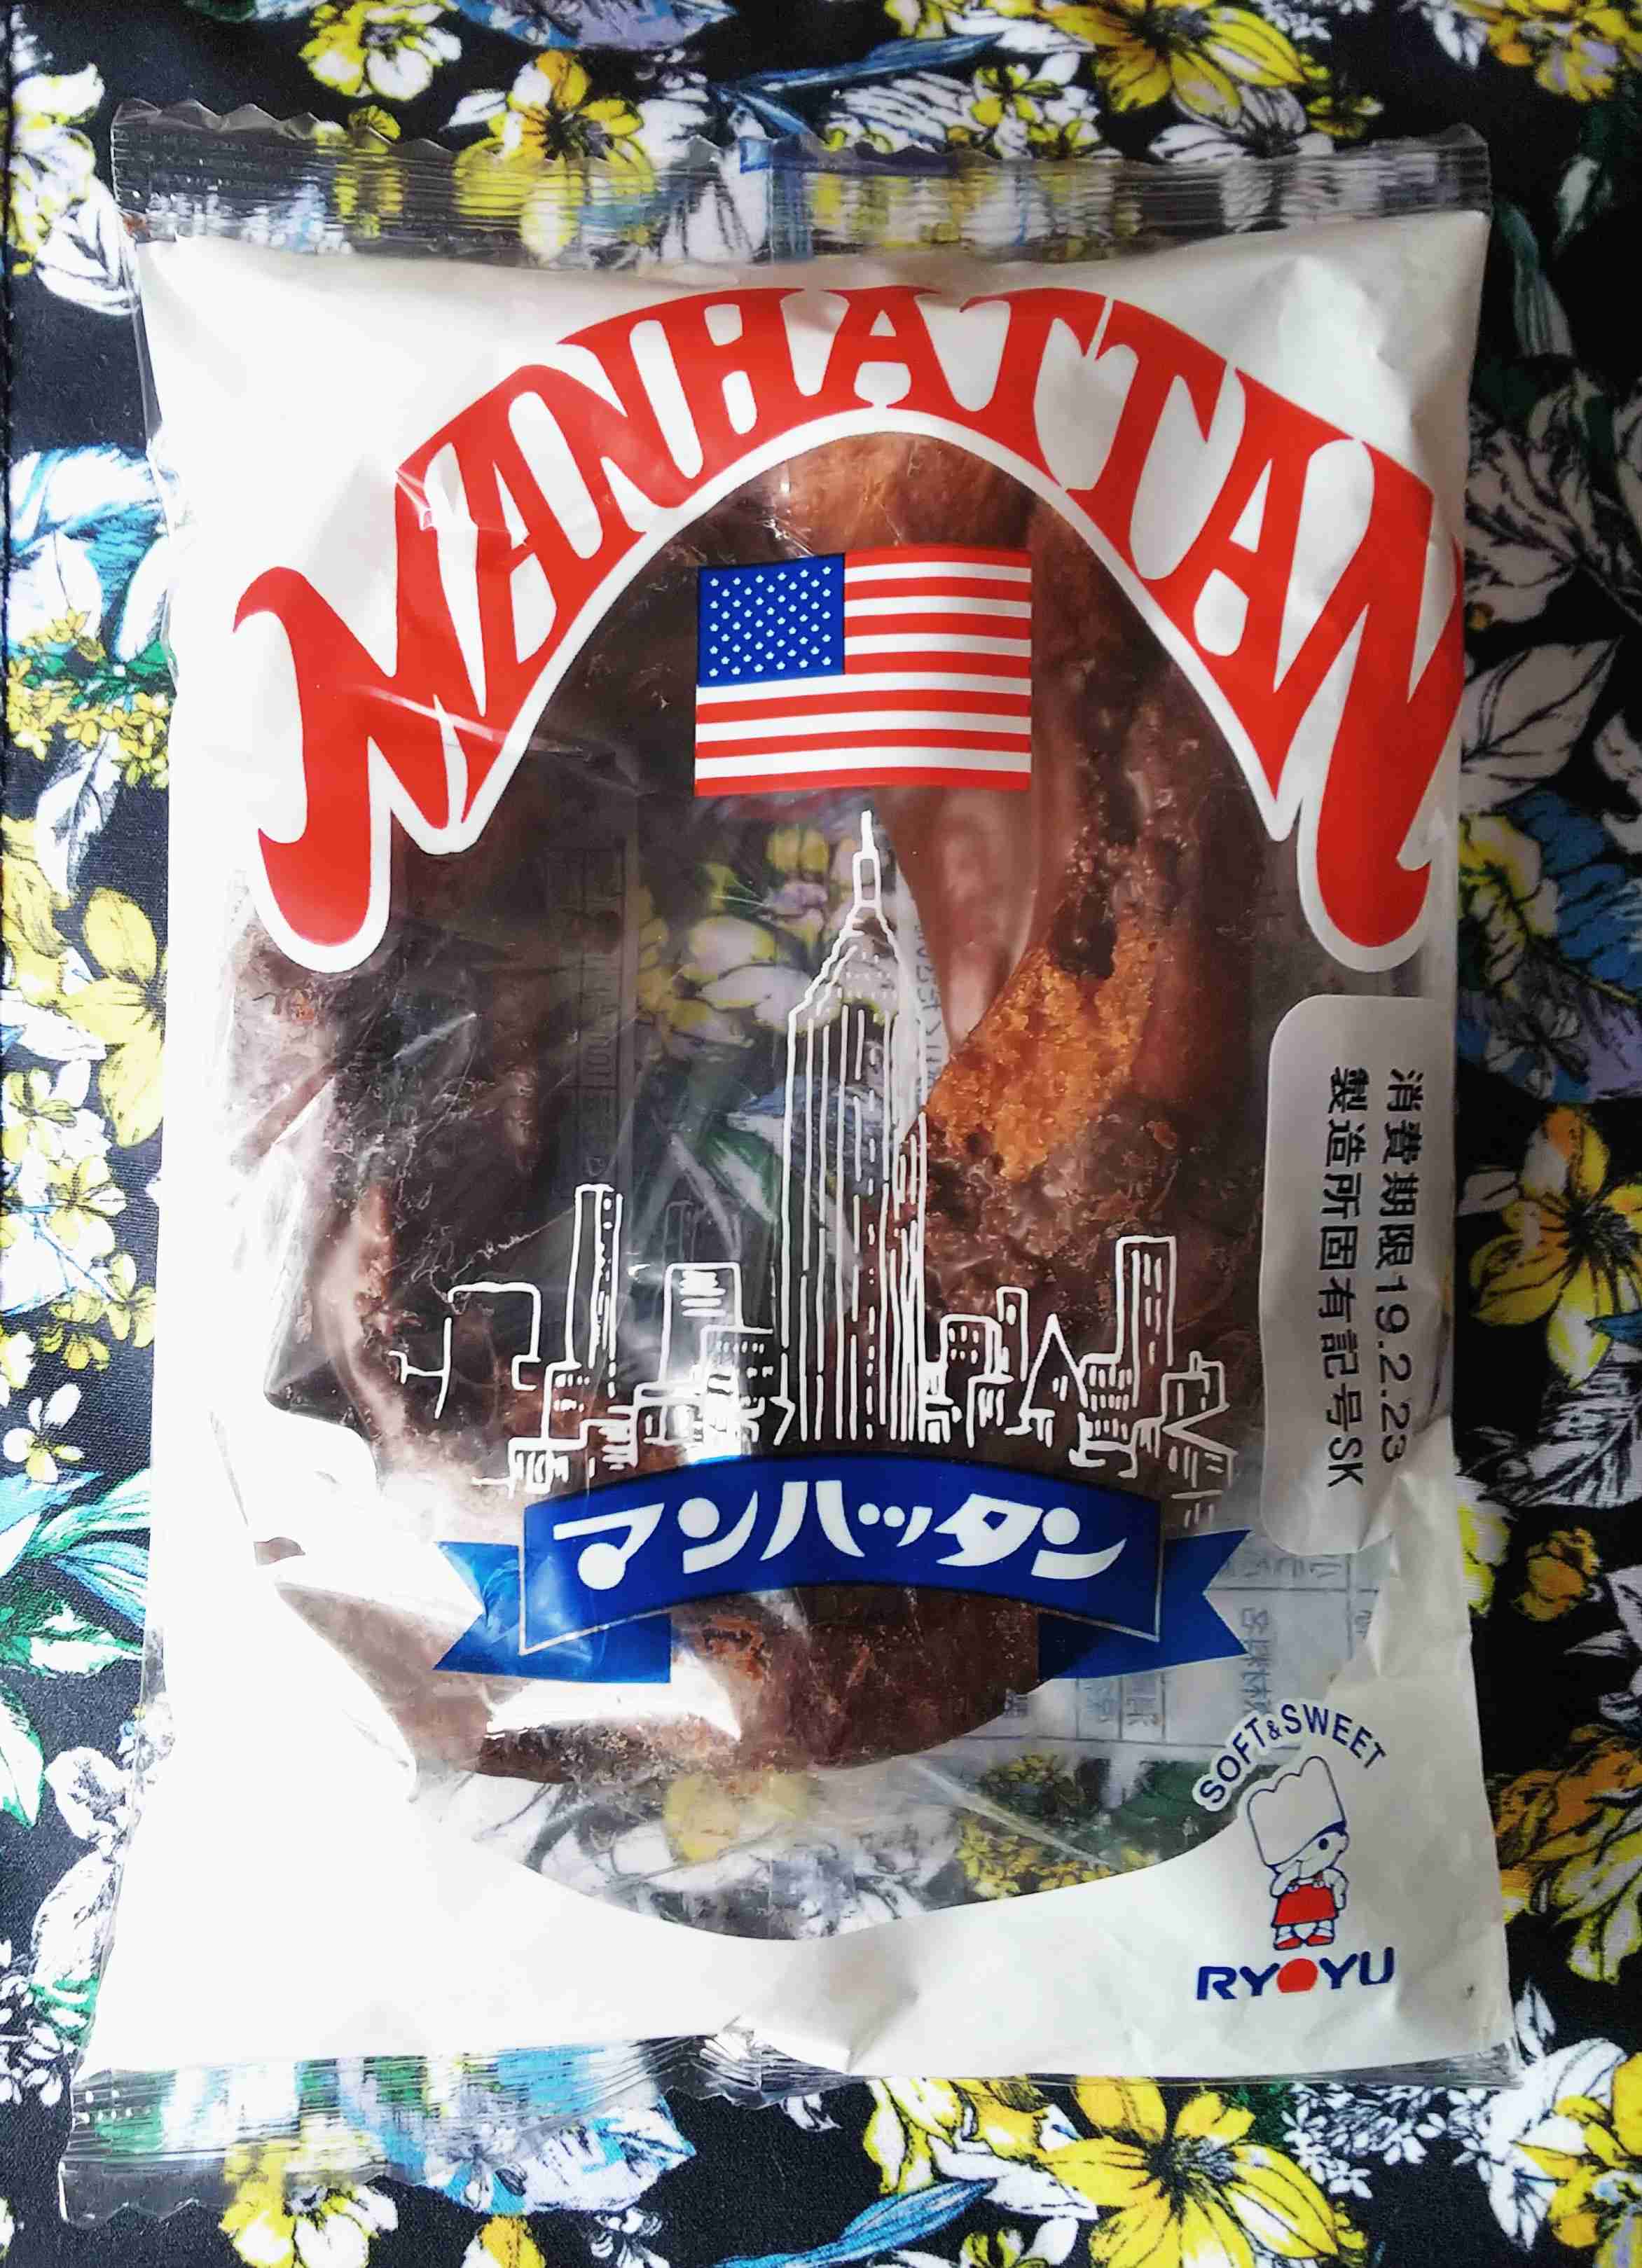 MANHATTAN
消費期限19.2.23
製造所固有記号SK
マンハッタン
SOFT&SWEET
RYOYU